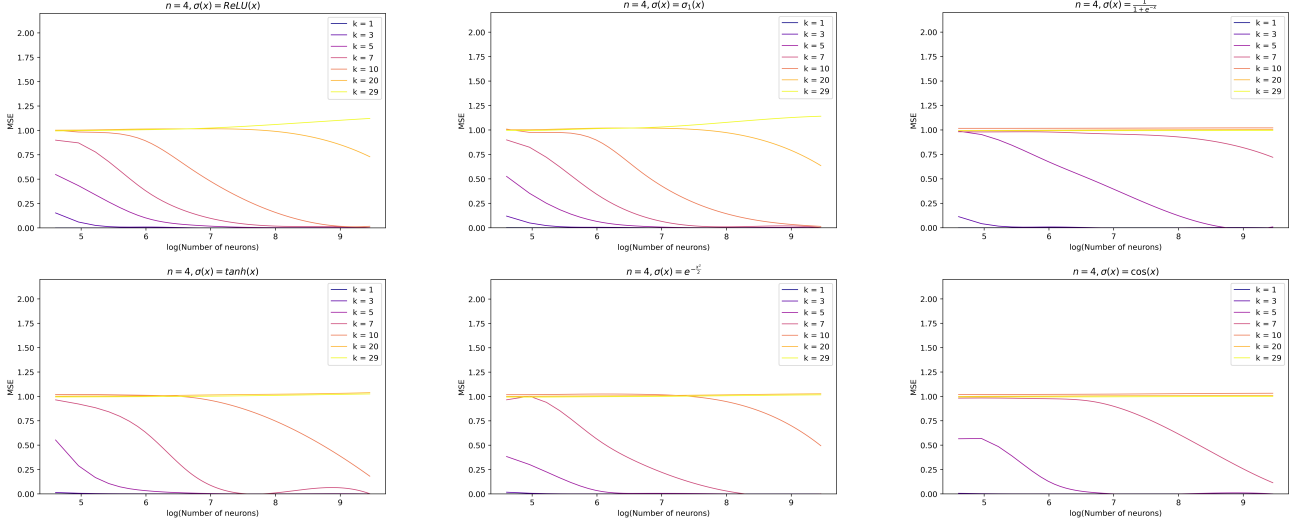 n = 4, σ(x) = ReLU(x)
MSE
2.00
1.75
1.50
1.25
1.00
0.75
0.50
0.25
0.00
k = 1
k = 3
k = 5
k = 7
k = 10
k = 20
k = 29
5 6 7 8 9
log(Number of neurons)
n = 4, σ(x) = σ₁(x)
MSE
2.00
1.75
1.50
1.25
1.00
0.75
0.50
0.25
0.00
k = 1
k = 3
k = 5
k = 7
k = 10
k = 20
k = 29
5 6 7 8 9
log(Number of neurons)
n = 4, σ(x) = 1/(1+e⁻ˣ)
MSE
2.00
1.75
1.50
1.25
1.00
0.75
0.50
0.25
0.00
k = 1
k = 3
k = 5
k = 7
k = 10
k = 20
k = 29
5 6 7 8 9
log(Number of neurons)
n = 4, σ(x) = tanh(x)
MSE
2.00
1.75
1.50
1.25
1.00
0.75
0.50
0.25
0.00
k = 1
k = 3
k = 5
k = 7
k = 10
k = 20
k = 29
5 6 7 8 9
log(Number of neurons)
n = 4, σ(x) = e^(-x²/2)
MSE
2.00
1.75
1.50
1.25
1.00
0.75
0.50
0.25
0.00
k = 1
k = 3
k = 5
k = 7
k = 10
k = 20
k = 29
5 6 7 8 9
log(Number of neurons)
n = 4, σ(x) = cos(x)
MSE
2.00
1.75
1.50
1.25
1.00
0.75
0.50
0.25
0.00
k = 1
k = 3
k = 5
k = 7
k = 10
k = 20
k = 29
5 6 7 8 9
log(Number of neurons)